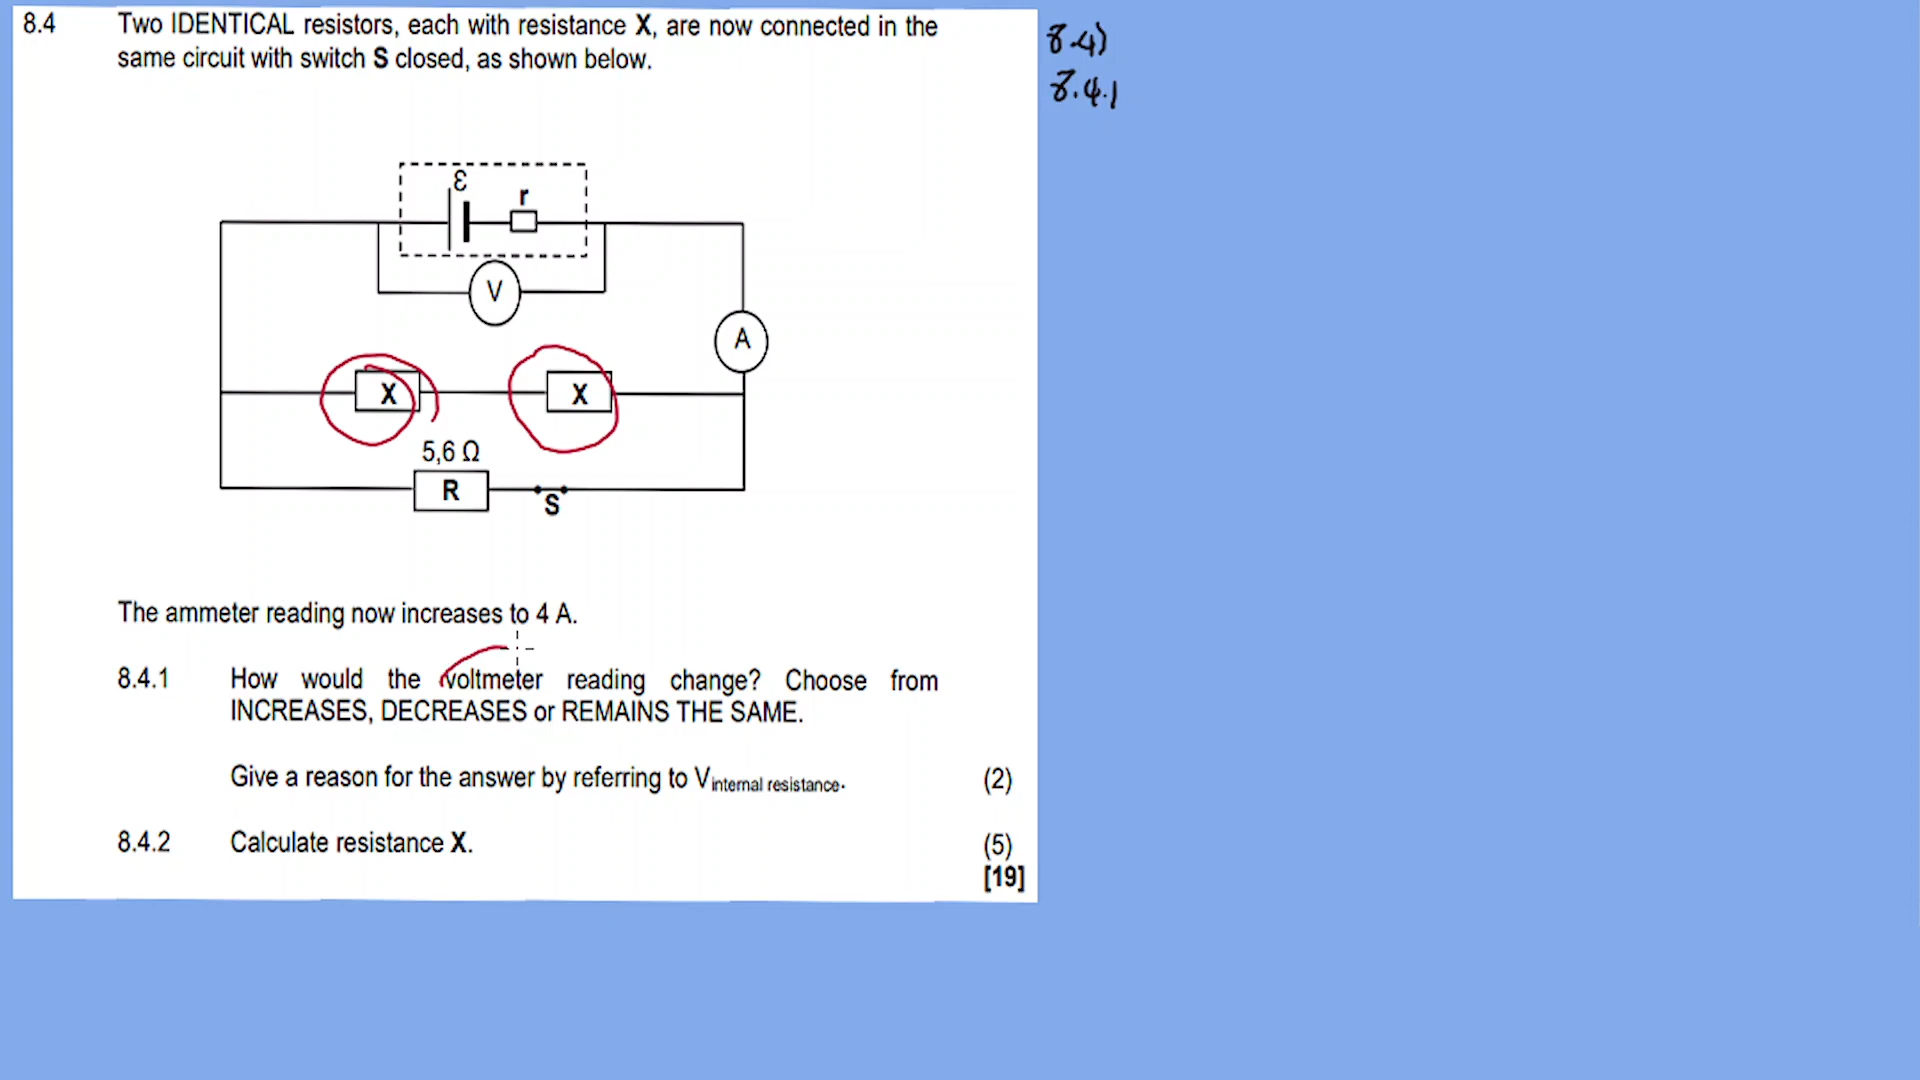 8.4 Two IDENTICAL resistors, each with resistance X, are now connected in the
same circuit with switch S closed, as shown below.
8.4)
8.4.1
Ɛ
r
V
A
X X
5,6 Ω
R
S
The ammeter reading now increases to 4 A.
8.4.1 How would the voltmeter reading change? Choose from
INCREASES, DECREASES or REMAINS THE SAME.
Give a reason for the answer by referring to Vinternal resistance. (2)
8.4.2 Calculate resistance X. (5)
[19]